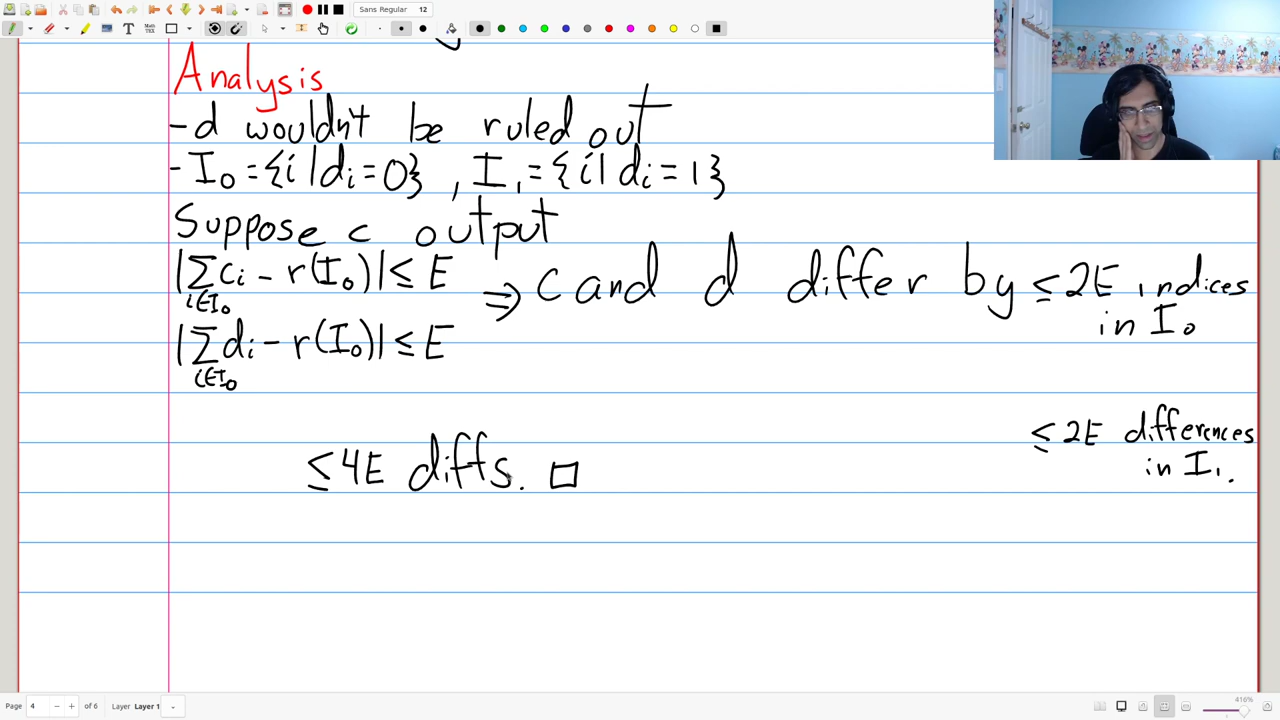 Sans Regular 12
Analysis
- d wouldn't be ruled out
- I₀ = {i | dᵢ = 0}, I₁ = {i | dᵢ = 1}
Suppose c output
|∑ cᵢ - r(I₀)| ≤ E
i∈I₀
⇒ c and d differ by ≤ 2E indices
in I₀
|∑ dᵢ - r(I₀)| ≤ E
i∈I₀
≤ 2E differences
in I₁.
≤ 4E diffs. □
Page 4 of 6 Layer Layer 1
416%